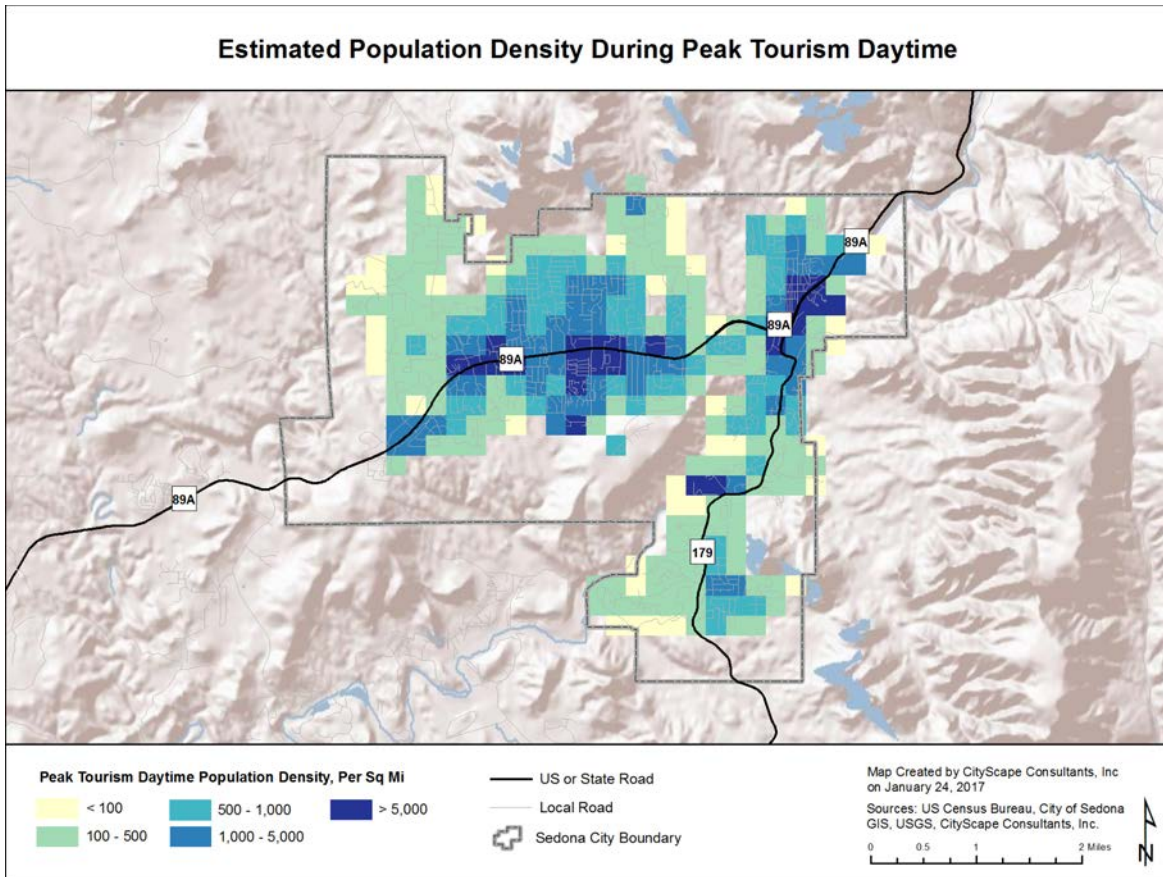 Estimated Population Density During Peak Tourism Daytime
89A
89A
89A
89A
179
Peak Tourism Daytime Population Density, Per Sq Mi
< 100
500 - 1,000
> 5,000
100 - 500
1,000 - 5,000
US or State Road
Local Road
Sedona City Boundary
Map Created by CityScape Consultants, Inc
on January 24, 2017
Sources: US Census Bureau, City of Sedona
GIS, USGS, CityScape Consultants, Inc.
0 0.5 1 2 Miles
N